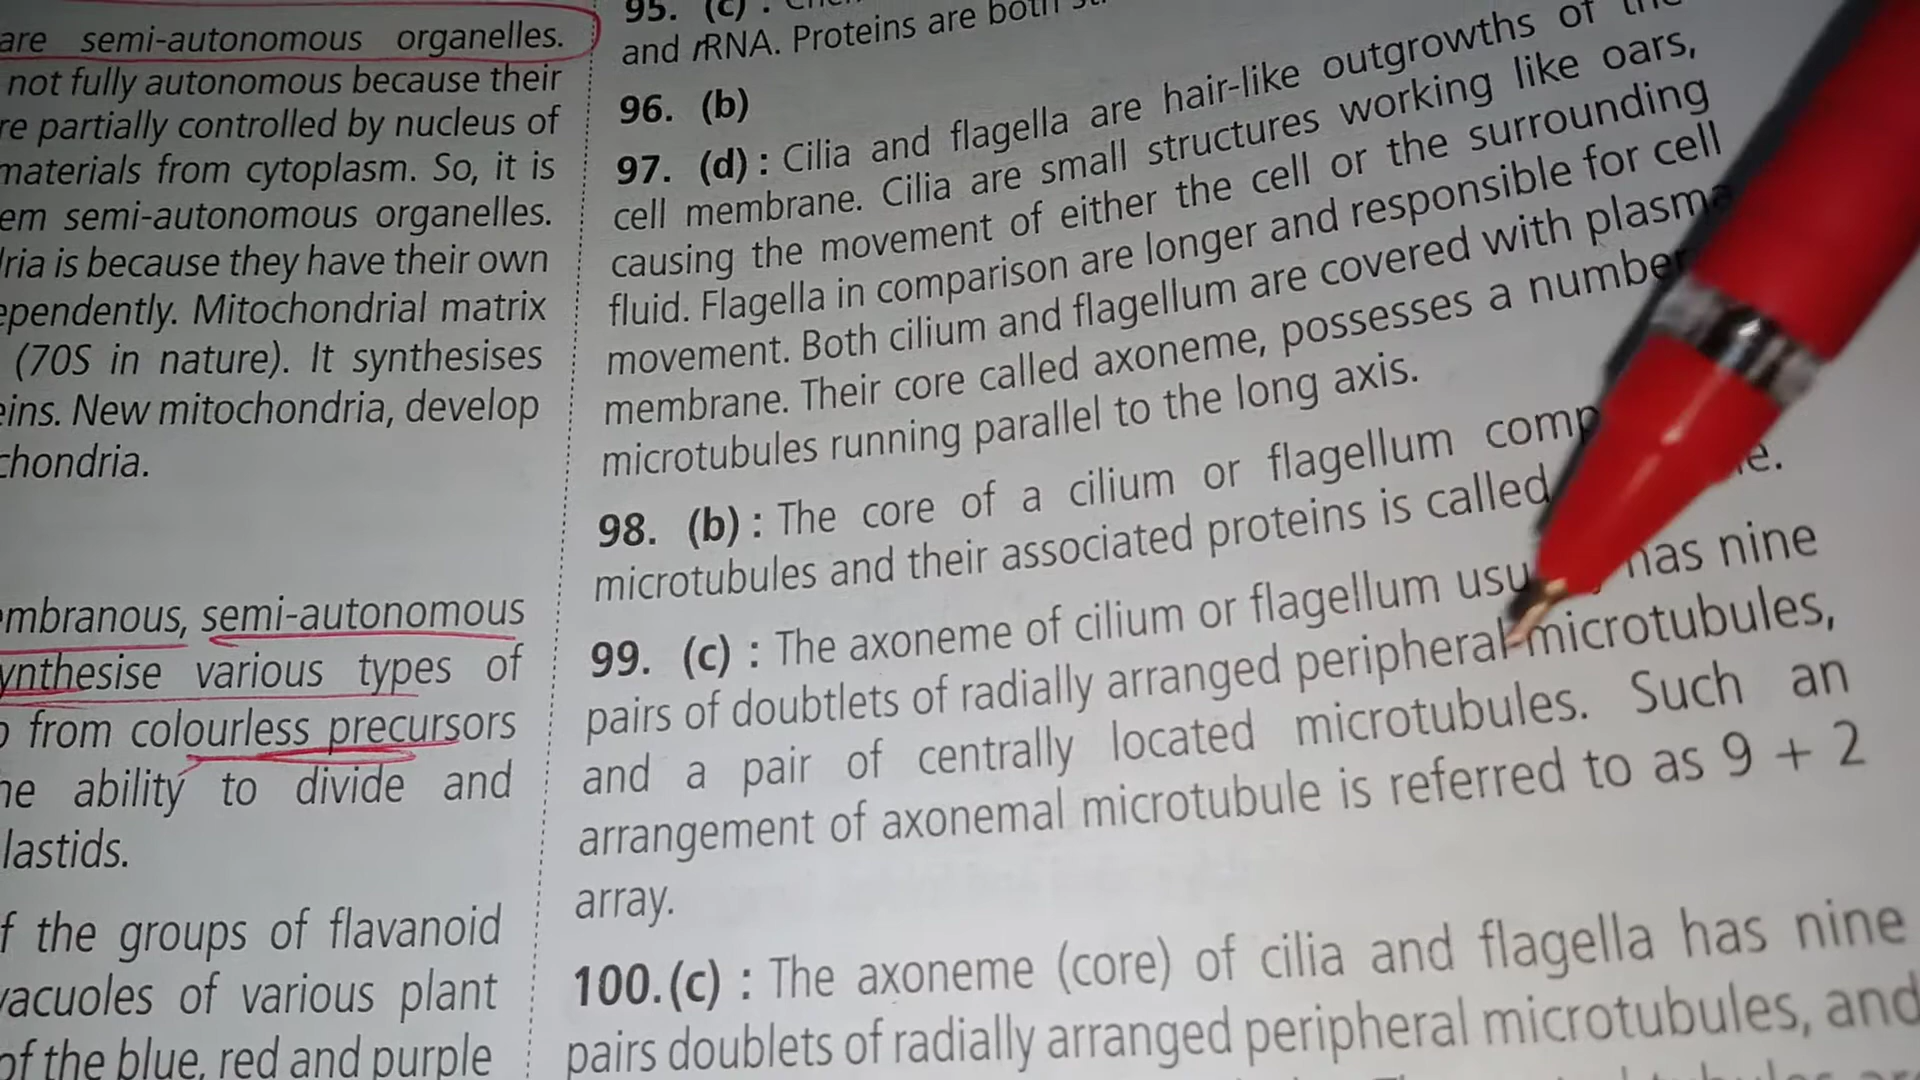 are semi-autonomous organelles.
not fully autonomous because their
re partially controlled by nucleus of
materials from cytoplasm. So, it is
em semi-autonomous organelles.
ria is because they have their own
ependently. Mitochondrial matrix
(70S in nature). It synthesises
eins. New mitochondria, develop
chondria.
embranous, semi-autonomous
ynthesise various types of
from colourless precursors
he ability to divide and
lastids.
f the groups of flavanoid
vacuoles of various plant
of the blue, red and purple
95. (c) :
and rRNA. Proteins are both
96. (b)
97. (d) : Cilia and flagella are hair-like outgrowths of the
cell membrane. Cilia are small structures working like oars,
causing the movement of either the cell or the surrounding
fluid. Flagella in comparison are longer and responsible for cell
movement. Both cilium and flagellum are covered with plasma
membrane. Their core called axoneme, possesses a number
microtubules running parallel to the long axis.
98. (b) : The core of a cilium or flagellum comp
microtubules and their associated proteins is called e.
99. (c) : The axoneme of cilium or flagellum usu has nine
pairs of doubtlets of radially arranged peripheral microtubules,
and a pair of centrally located microtubules. Such an
arrangement of axonemal microtubule is referred to as 9 + 2
array.
100. (c) : The axoneme (core) of cilia and flagella has nine
pairs doublets of radially arranged peripheral microtubules, and